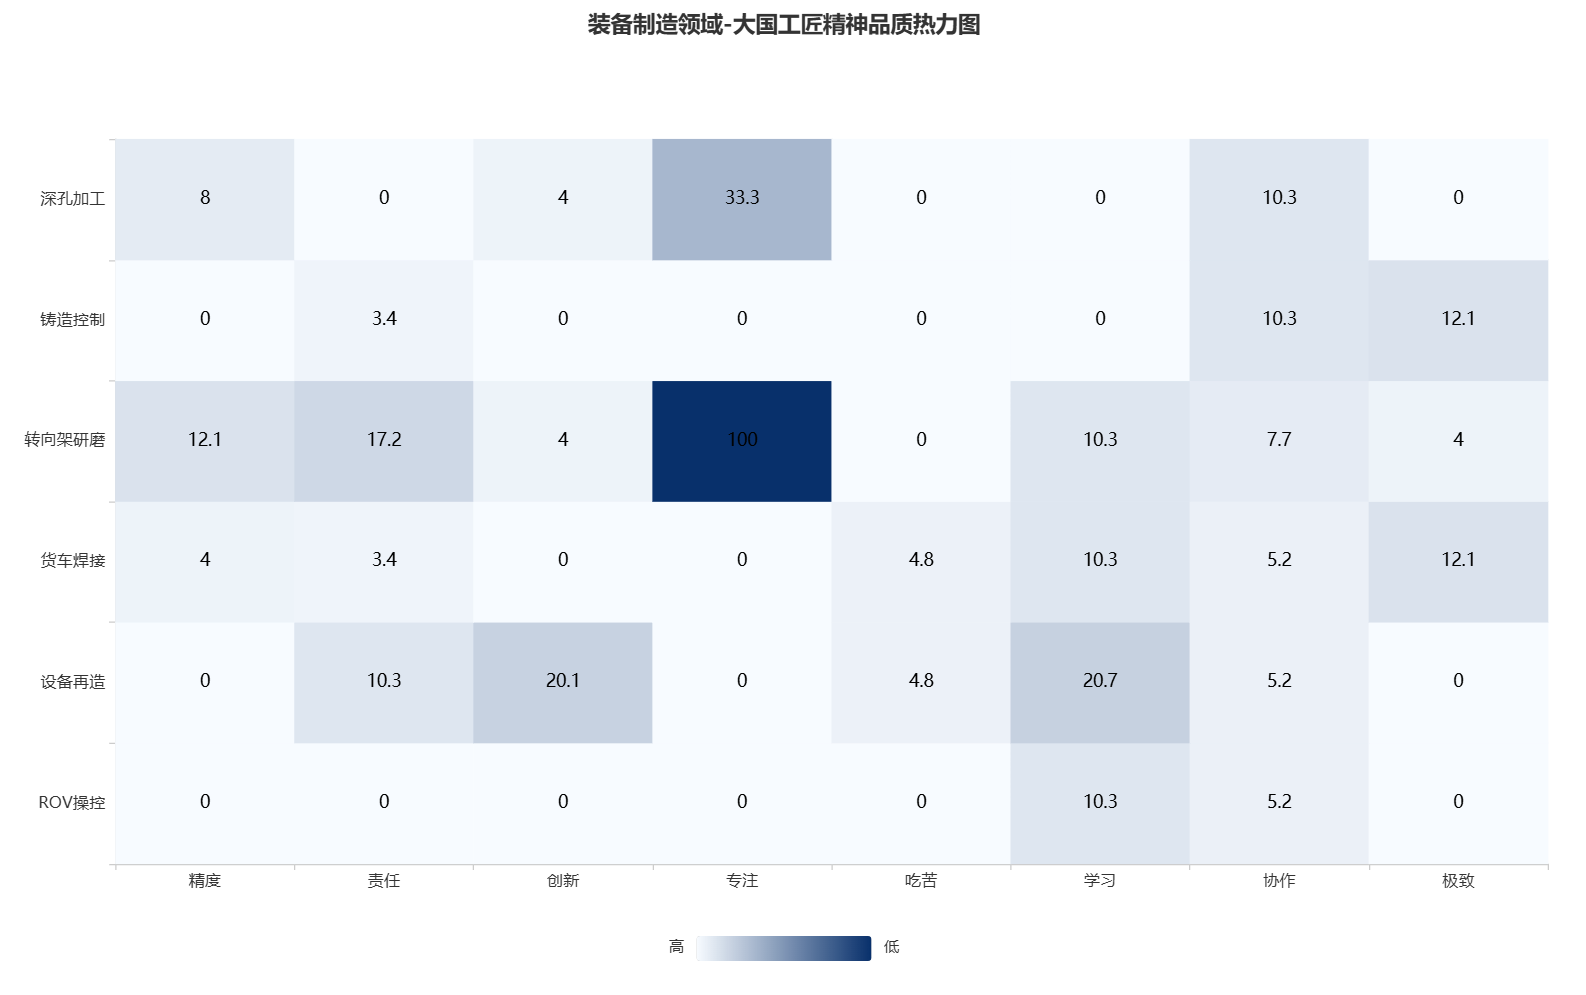 装备制造领域-大国工匠精神品质热力图
深孔加工 8 0 4 33.3 0 0 10.3 0
铸造控制 0 3.4 0 0 0 0 10.3 12.1
转向架研磨 12.1 17.2 4 100 0 10.3 7.7 4
货车焊接 4 3.4 0 0 4.8 10.3 5.2 12.1
设备再造 0 10.3 20.1 0 4.8 20.7 5.2 0
ROV操控 0 0 0 0 0 10.3 5.2 0
精度 责任 创新 专注 吃苦 学习 协作 极致
高 低